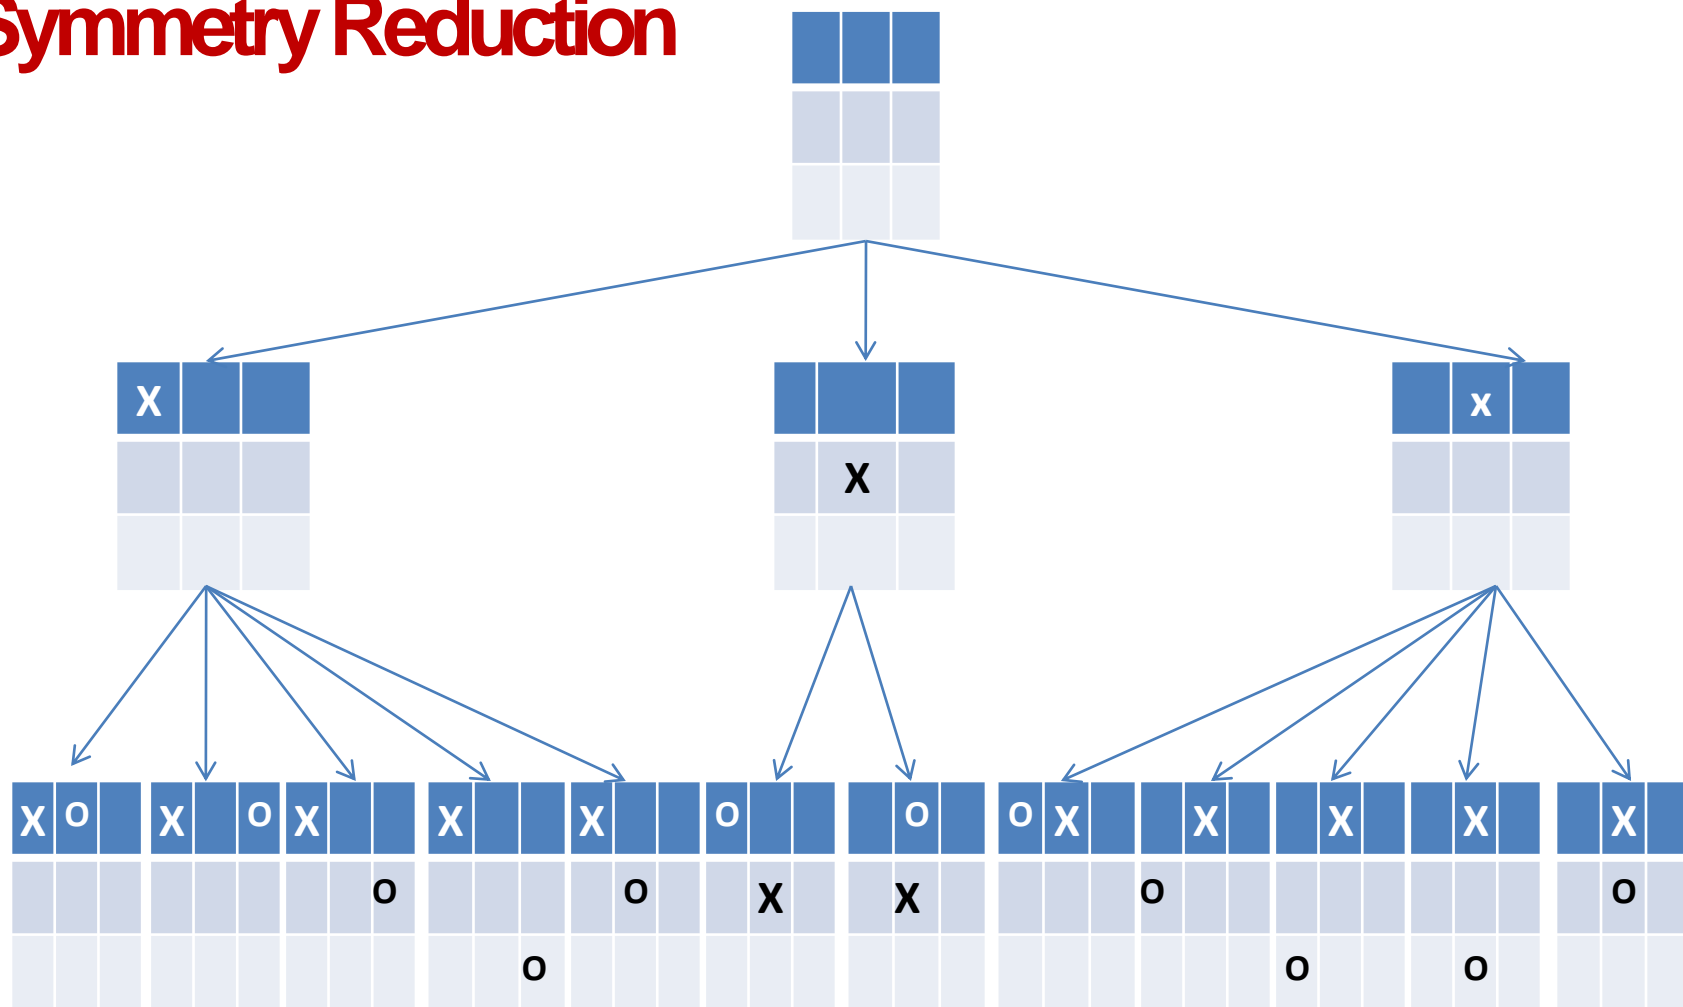 Symmetry Reduction
X x
X
X O X O X X X O O O X X X X X
O O X X O O
O O O